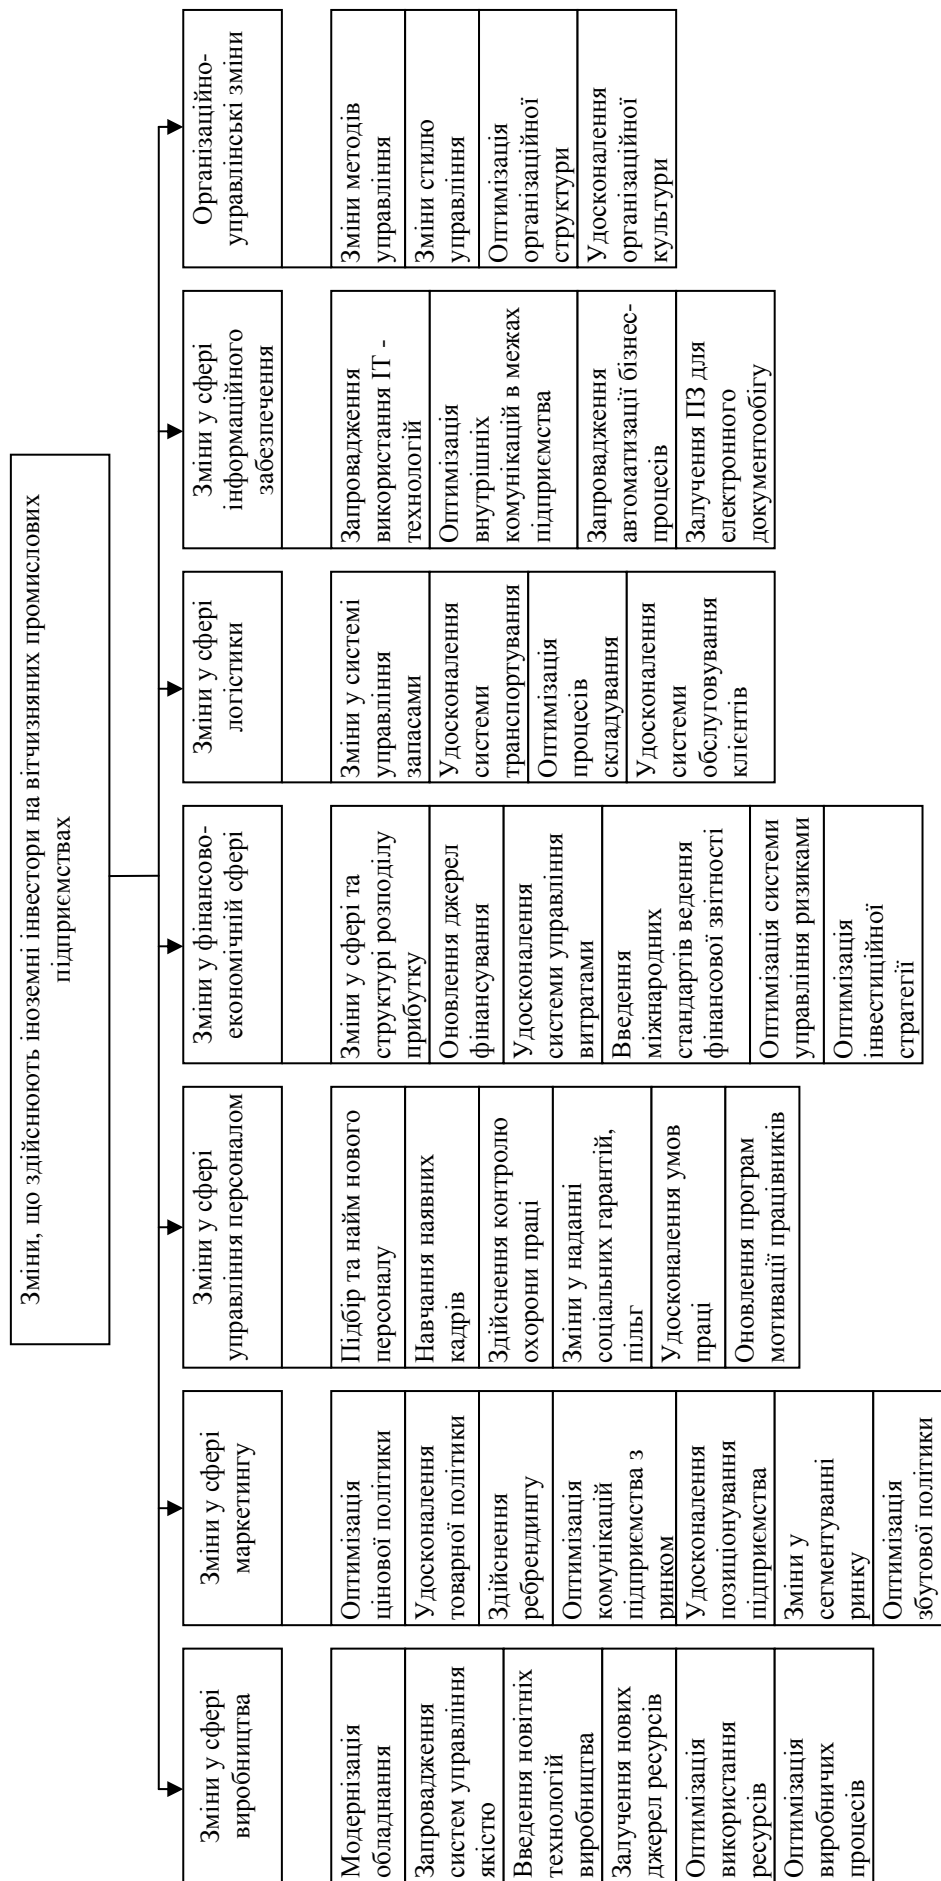 Зміни, що здійснюють іноземні інвестори на вітчизняних промислових
підприємствах
Зміни у сфері
виробництва
Модернізація
обладнання
Запровадження
систем управління
якістю
Введення новітніх
технологій
виробництва
Залучення нових
джерел ресурсів
Оптимізація
використання
ресурсів
Оптимізація
виробничих
процесів
Зміни у сфері
маркетингу
Оптимізація
цінової політики
Удосконалення
товарної політики
Здійснення
ребрендингу
Оптимізація
комунікацій
підприємства з
ринком
Удосконалення
позиціонування
підприємства
Зміни у
сегментуванні
ринку
Оптимізація
збутової політики
Зміни у сфері
управління персоналом
Підбір та найм нового
персоналу
Навчання наявних
кадрів
Здійснення контролю
охорони праці
Зміни у наданні
соціальних гарантій,
пільг
Удосконалення умов
праці
Оновлення програм
мотивації працівників
Зміни у фінансово-
економічній сфері
Зміни у сфері та
структурі розподілу
прибутку
Оновлення джерел
фінансування
Удосконалення
системи управління
витратами
Введення
міжнародних
стандартів ведення
фінансової звітності
Оптимізація системи
управління ризиками
Оптимізація
інвестиційної
стратегії
Зміни у сфері
логістики
Зміни у системі
управління
запасами
Удосконалення
системи
транспортування
Оптимізація
процесів
складування
Удосконалення
системи
обслуговування
клієнтів
Зміни у сфері
інформаційного
забезпечення
Запровадження
використання ІТ -
технологій
Оптимізація
внутрішніх
комунікацій в межах
підприємства
Запровадження
автоматизації бізнес-
процесів
Залучення ПЗ для
електронного
документообігу
Організаційно-
управлінські зміни
Зміни методів
управління
Зміни стилю
управління
Оптимізація
організаційної
структури
Удосконалення
організаційної
культури